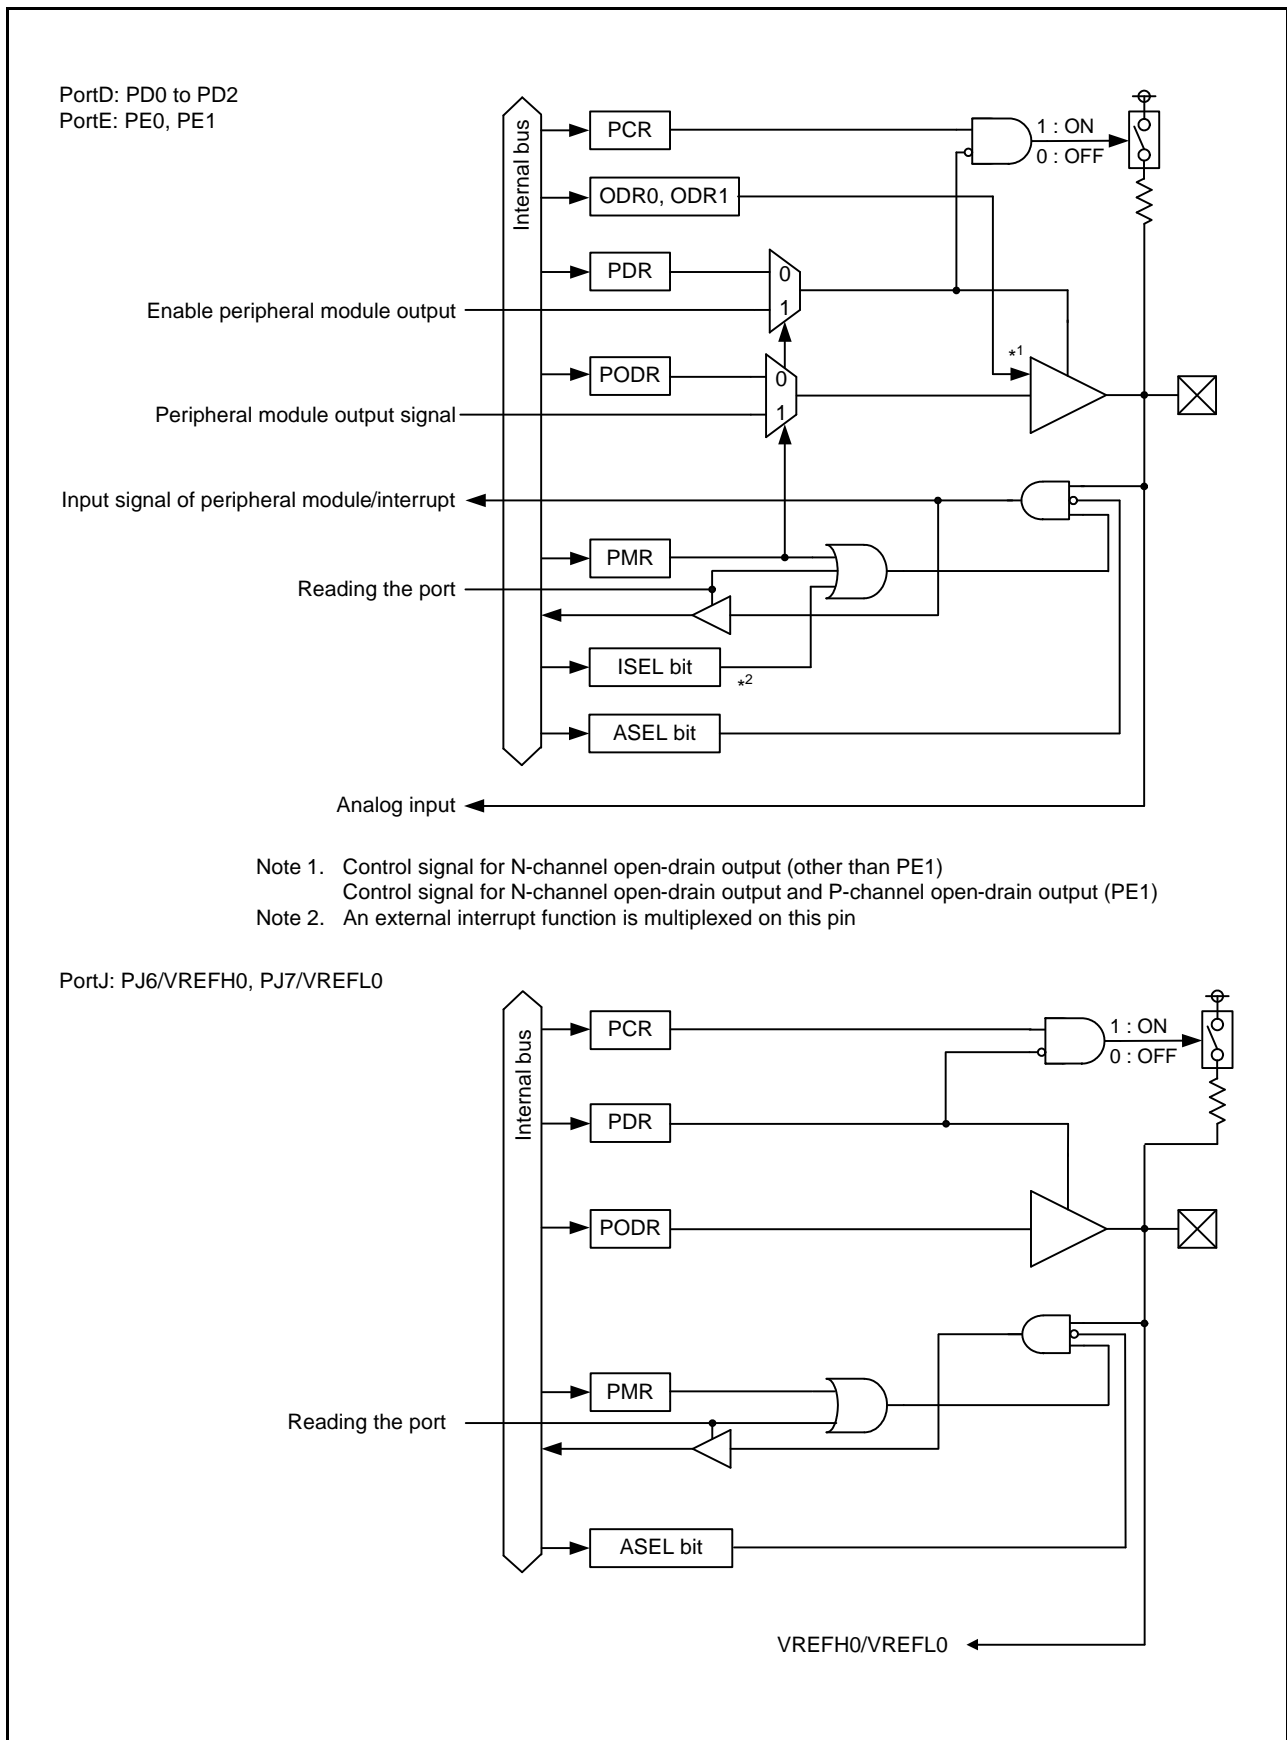 PortD: PD0 to PD2
PortE: PE0, PE1
Internal bus
PCR
1 : ON
0 : OFF
ODR0, ODR1
PDR
0
1
Enable peripheral module output
*1
PODR
0
1
Peripheral module output signal
Input signal of peripheral module/interrupt
PMR
Reading the port
ISEL bit
*2
ASEL bit
Analog input
Note 1. Control signal for N-channel open-drain output (other than PE1)
Control signal for N-channel open-drain output and P-channel open-drain output (PE1)
Note 2. An external interrupt function is multiplexed on this pin
PortJ: PJ6/VREFH0, PJ7/VREFL0
Internal bus
PCR
1 : ON
0 : OFF
PDR
PODR
PMR
Reading the port
ASEL bit
VREFH0/VREFL0